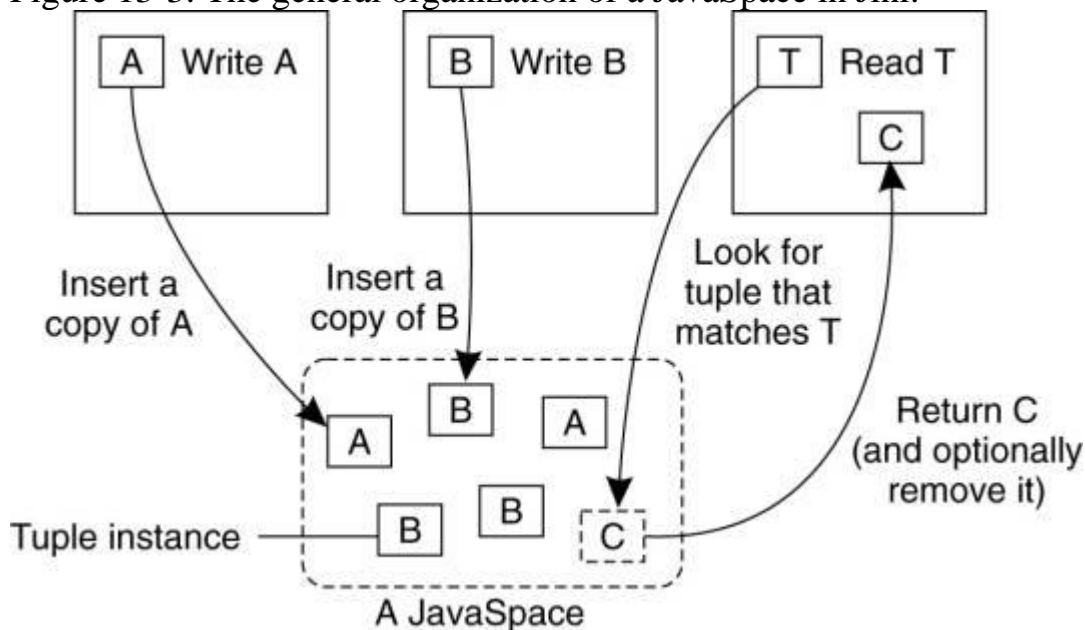 Figure 13-3. The general organization of a JavaSpace in Jini.
A Write A
B Write B
T Read T
C
Insert a
copy of A
Insert a
copy of B
Look for
tuple that
matches T
Return C
(and optionally
remove it)
B
A
A
B
B
C
Tuple instance
A JavaSpace